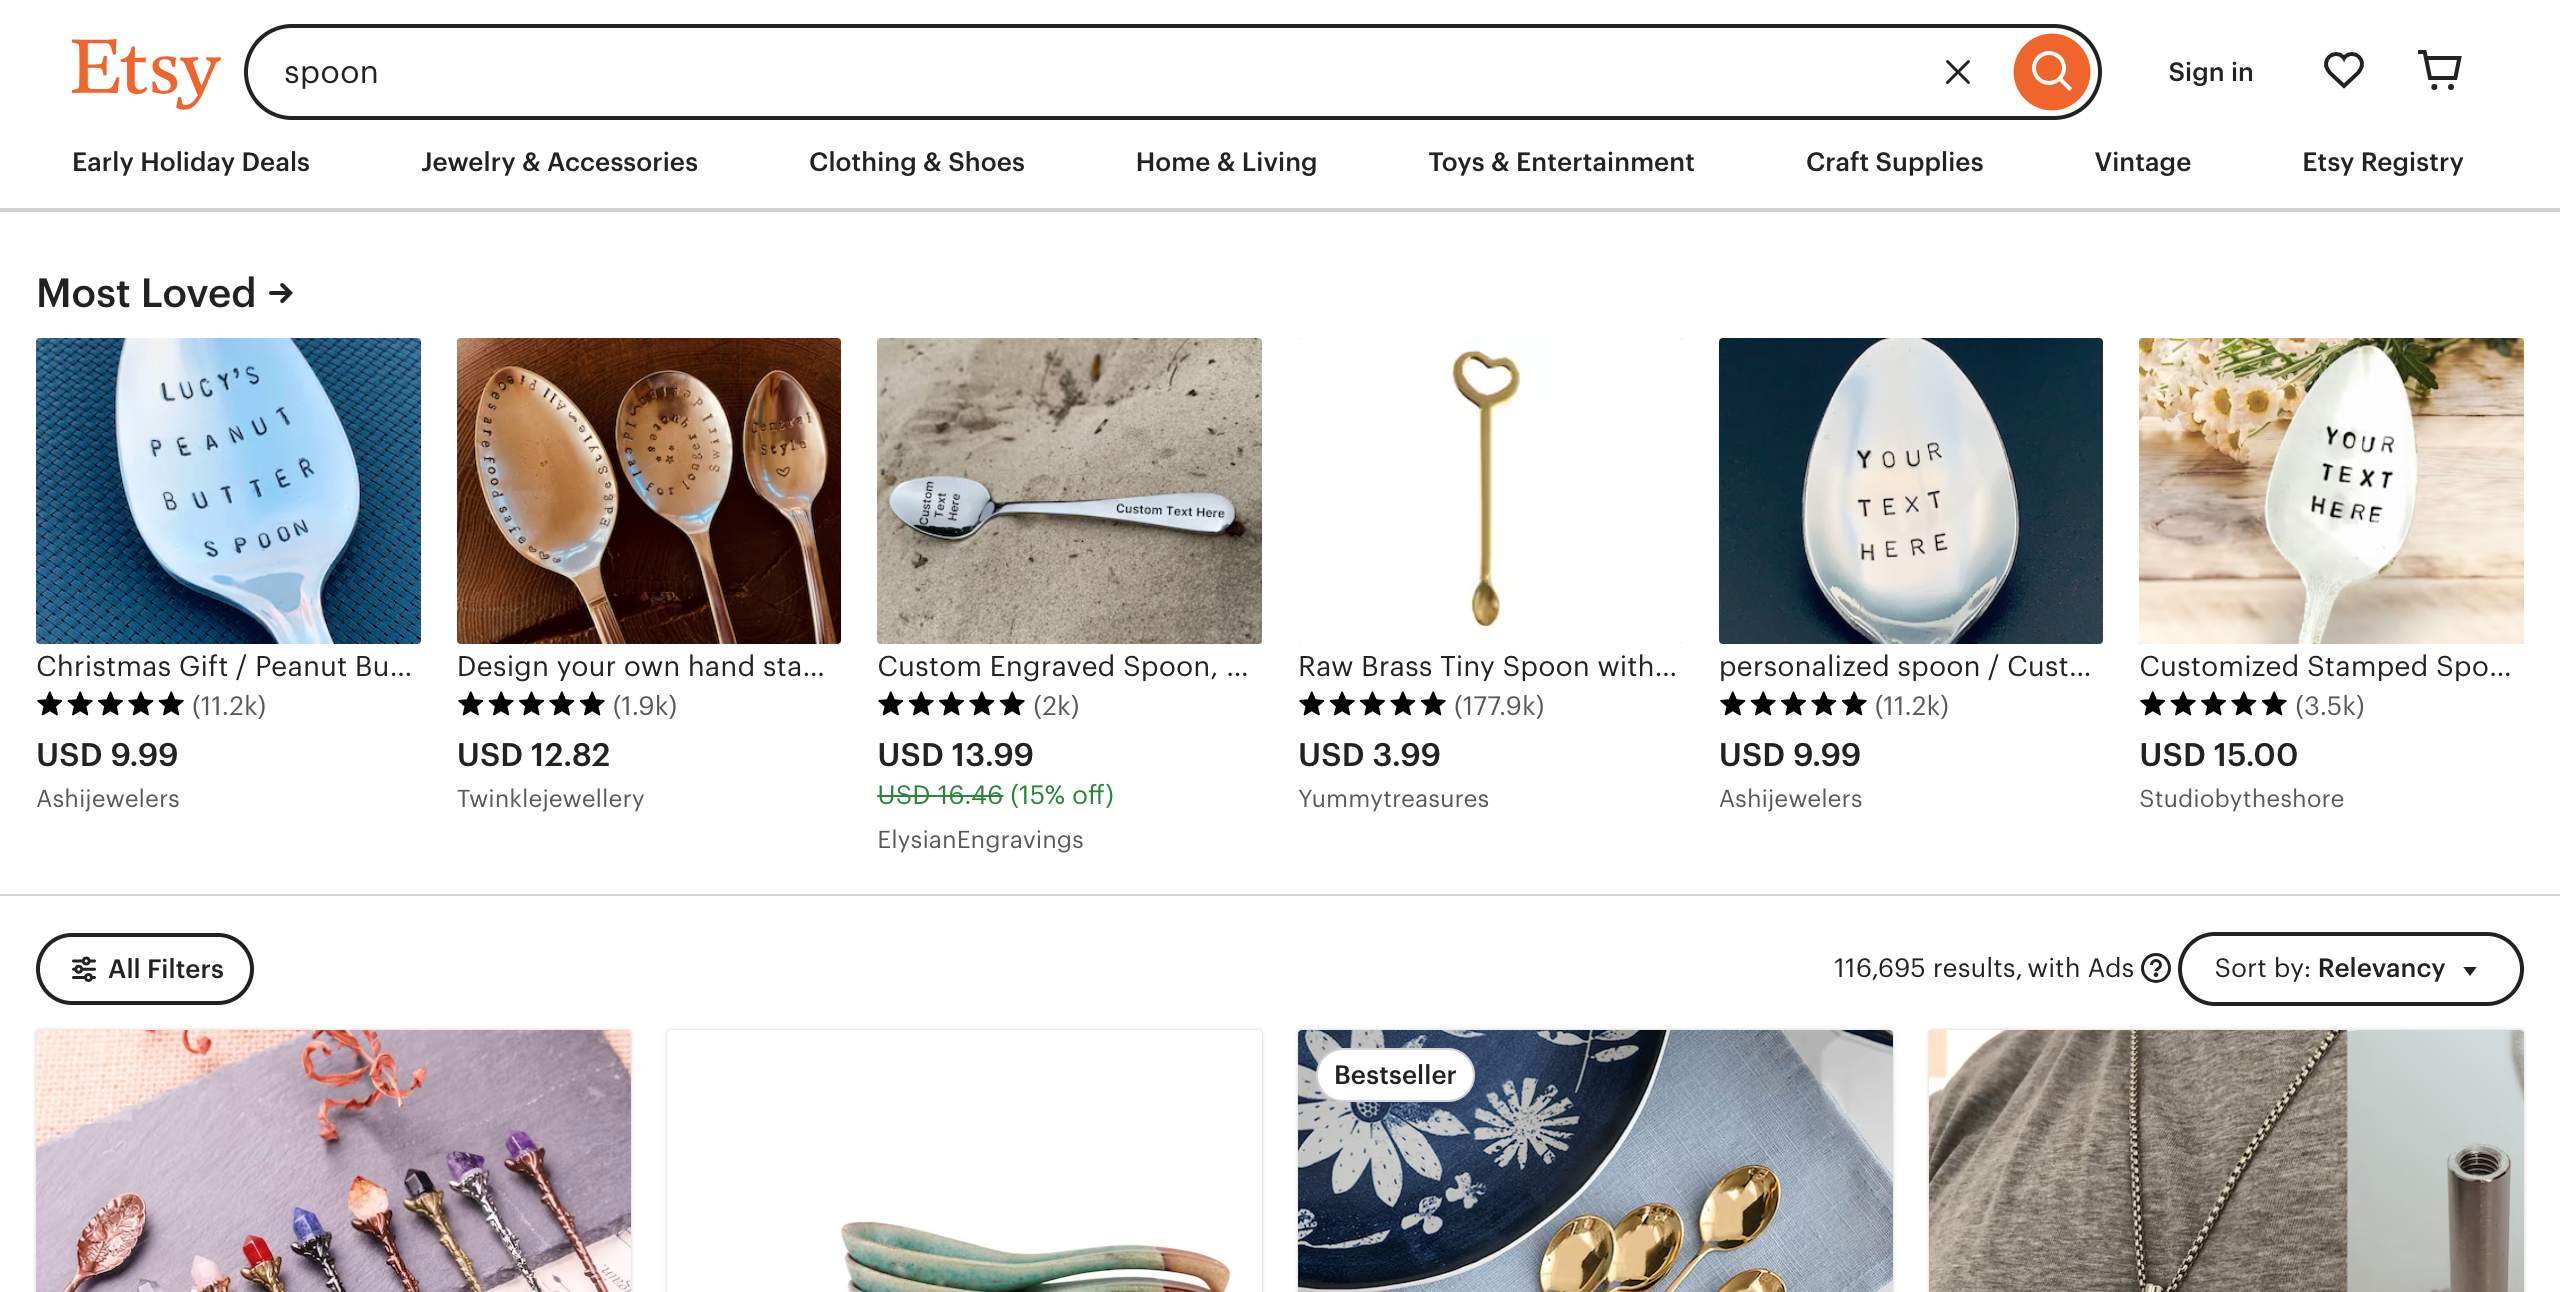 Etsy
spoon
Sign in
Early Holiday Deals
Jewelry & Accessories
Clothing & Shoes
Home & Living
Toys & Entertainment
Craft Supplies
Vintage
Etsy Registry
Most Loved →
LUCY'S
PEANUT
BUTTER
SPOON
Christmas Gift / Peanut Bu...
(11.2k)
USD 9.99
Ashijewelers
Central
Style
Design your own hand sta...
(1.9k)
USD 12.82
Twinklejewellery
Custom
Text
Here
Custom Text Here
Custom Engraved Spoon, ...
(2k)
USD 13.99
USD 16.46 (15% off)
ElysianEngravings
Raw Brass Tiny Spoon with...
(177.9k)
USD 3.99
Yummytreasures
YOUR
TEXT
HERE
personalized spoon / Cust...
(11.2k)
USD 9.99
Ashijewelers
YOUR
TEXT
HERE
Customized Stamped Spo...
(3.5k)
USD 15.00
Studiobytheshore
All Filters
116,695 results, with Ads ?
Sort by: Relevancy
Bestseller